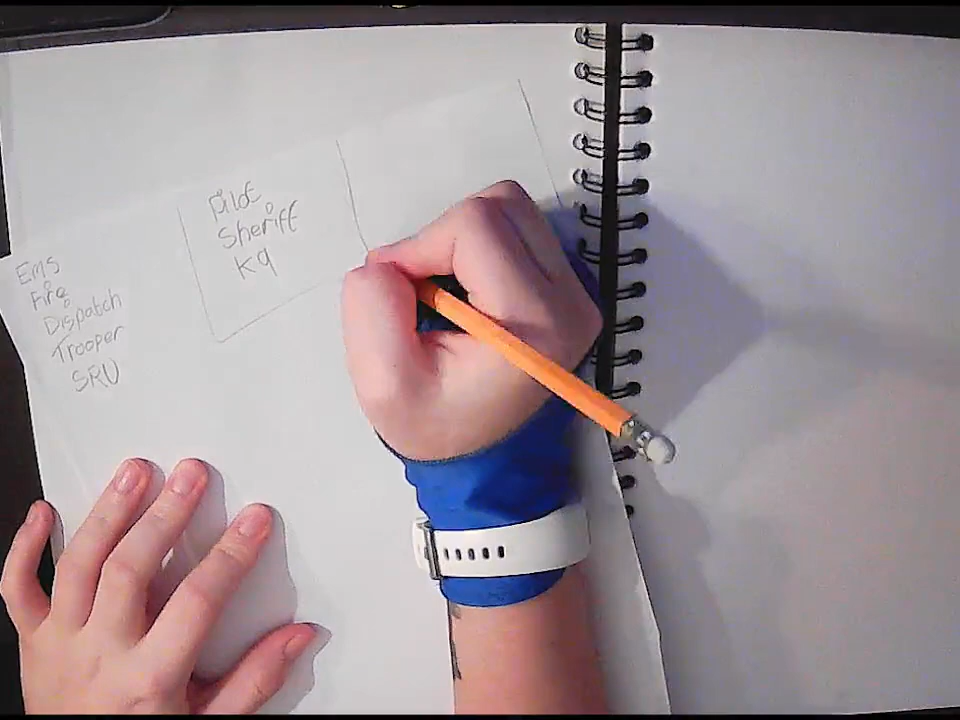 EMS
Fire
Dispatch
Trooper
SRU
Pilot
Sheriff
K9